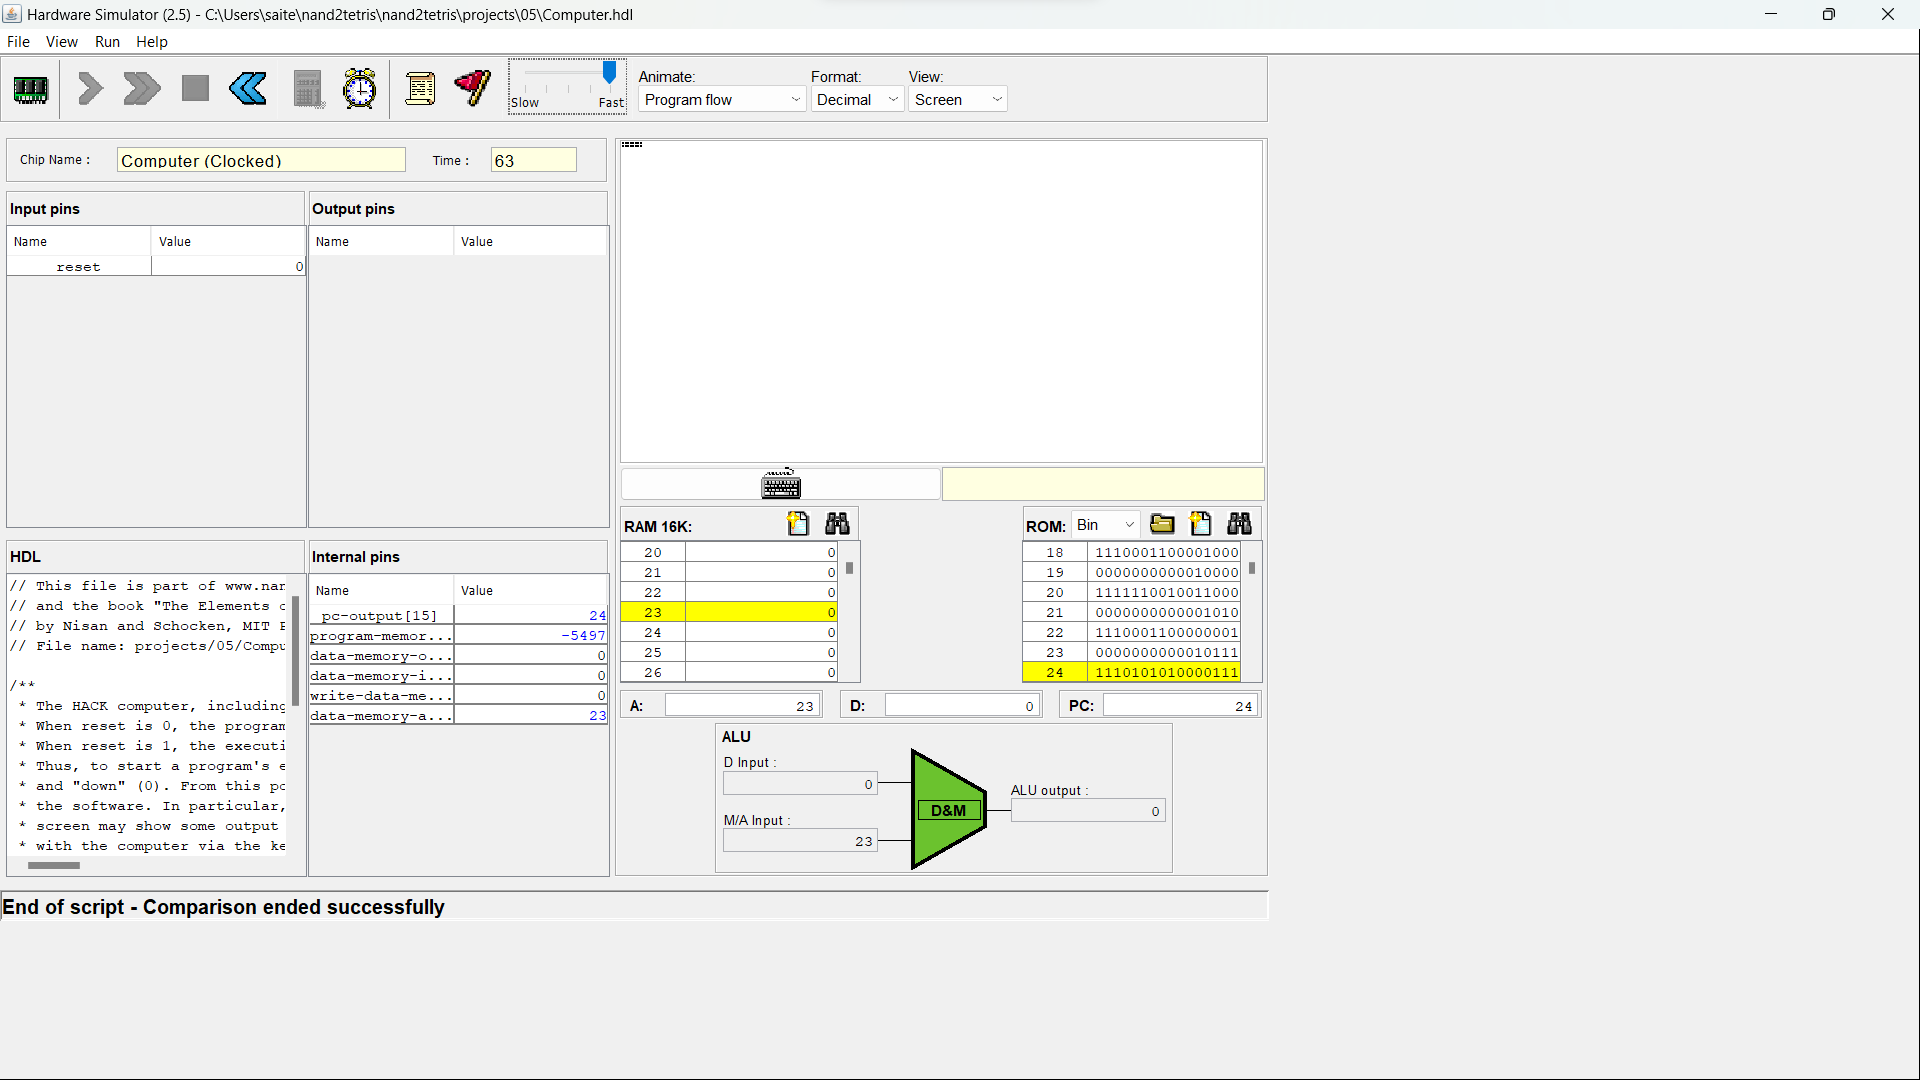 Hardware Simulator (2.5) - C:\Users\saite\nand2tetris\nand2tetris\projects\05\Computer.hdl
File View Run Help
Slow Fast
Animate: Format: View:
Program flow Decimal Screen
Chip Name : Computer (Clocked) Time : 63
Input pins
Name Value
reset 0
Output pins
Name Value
HDL
// This file is part of www.nan
// and the book "The Elements o
// by Nisan and Schocken, MIT P
// File name: projects/05/Compu
/**
* The HACK computer, including
* When reset is 0, the program
* When reset is 1, the executi
* Thus, to start a program's e
* and "down" (0). From this po
* the software. In particular,
* screen may show some output
* with the computer via the ke
Internal pins
Name Value
pc-output[15] 24
program-memor... -5497
data-memory-o... 0
data-memory-i... 0
write-data-me... 0
data-memory-a... 23
RAM 16K:
20 0
21 0
22 0
23 0
24 0
25 0
26 0
ROM: Bin
18 1110001100001000
19 0000000000010000
20 1111110010011000
21 0000000000001010
22 1110001100000001
23 0000000000010111
24 1110101010000111
A: 23
D: 0
PC: 24
ALU
D Input :
0
M/A Input :
23
D&M
ALU output :
0
End of script - Comparison ended successfully